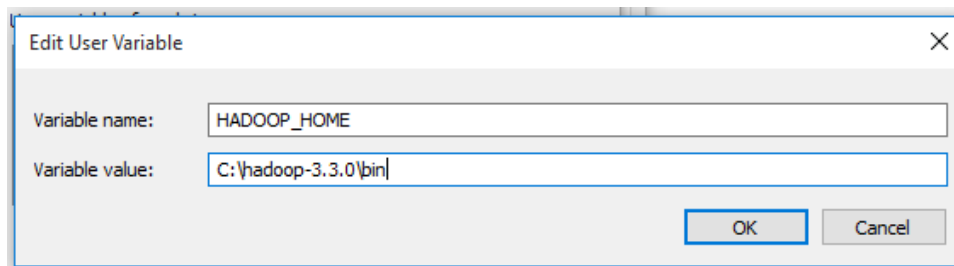 Edit User Variable
Variable name: HADOOP_HOME
Variable value: C:\hadoop-3.3.0\bin
OK Cancel